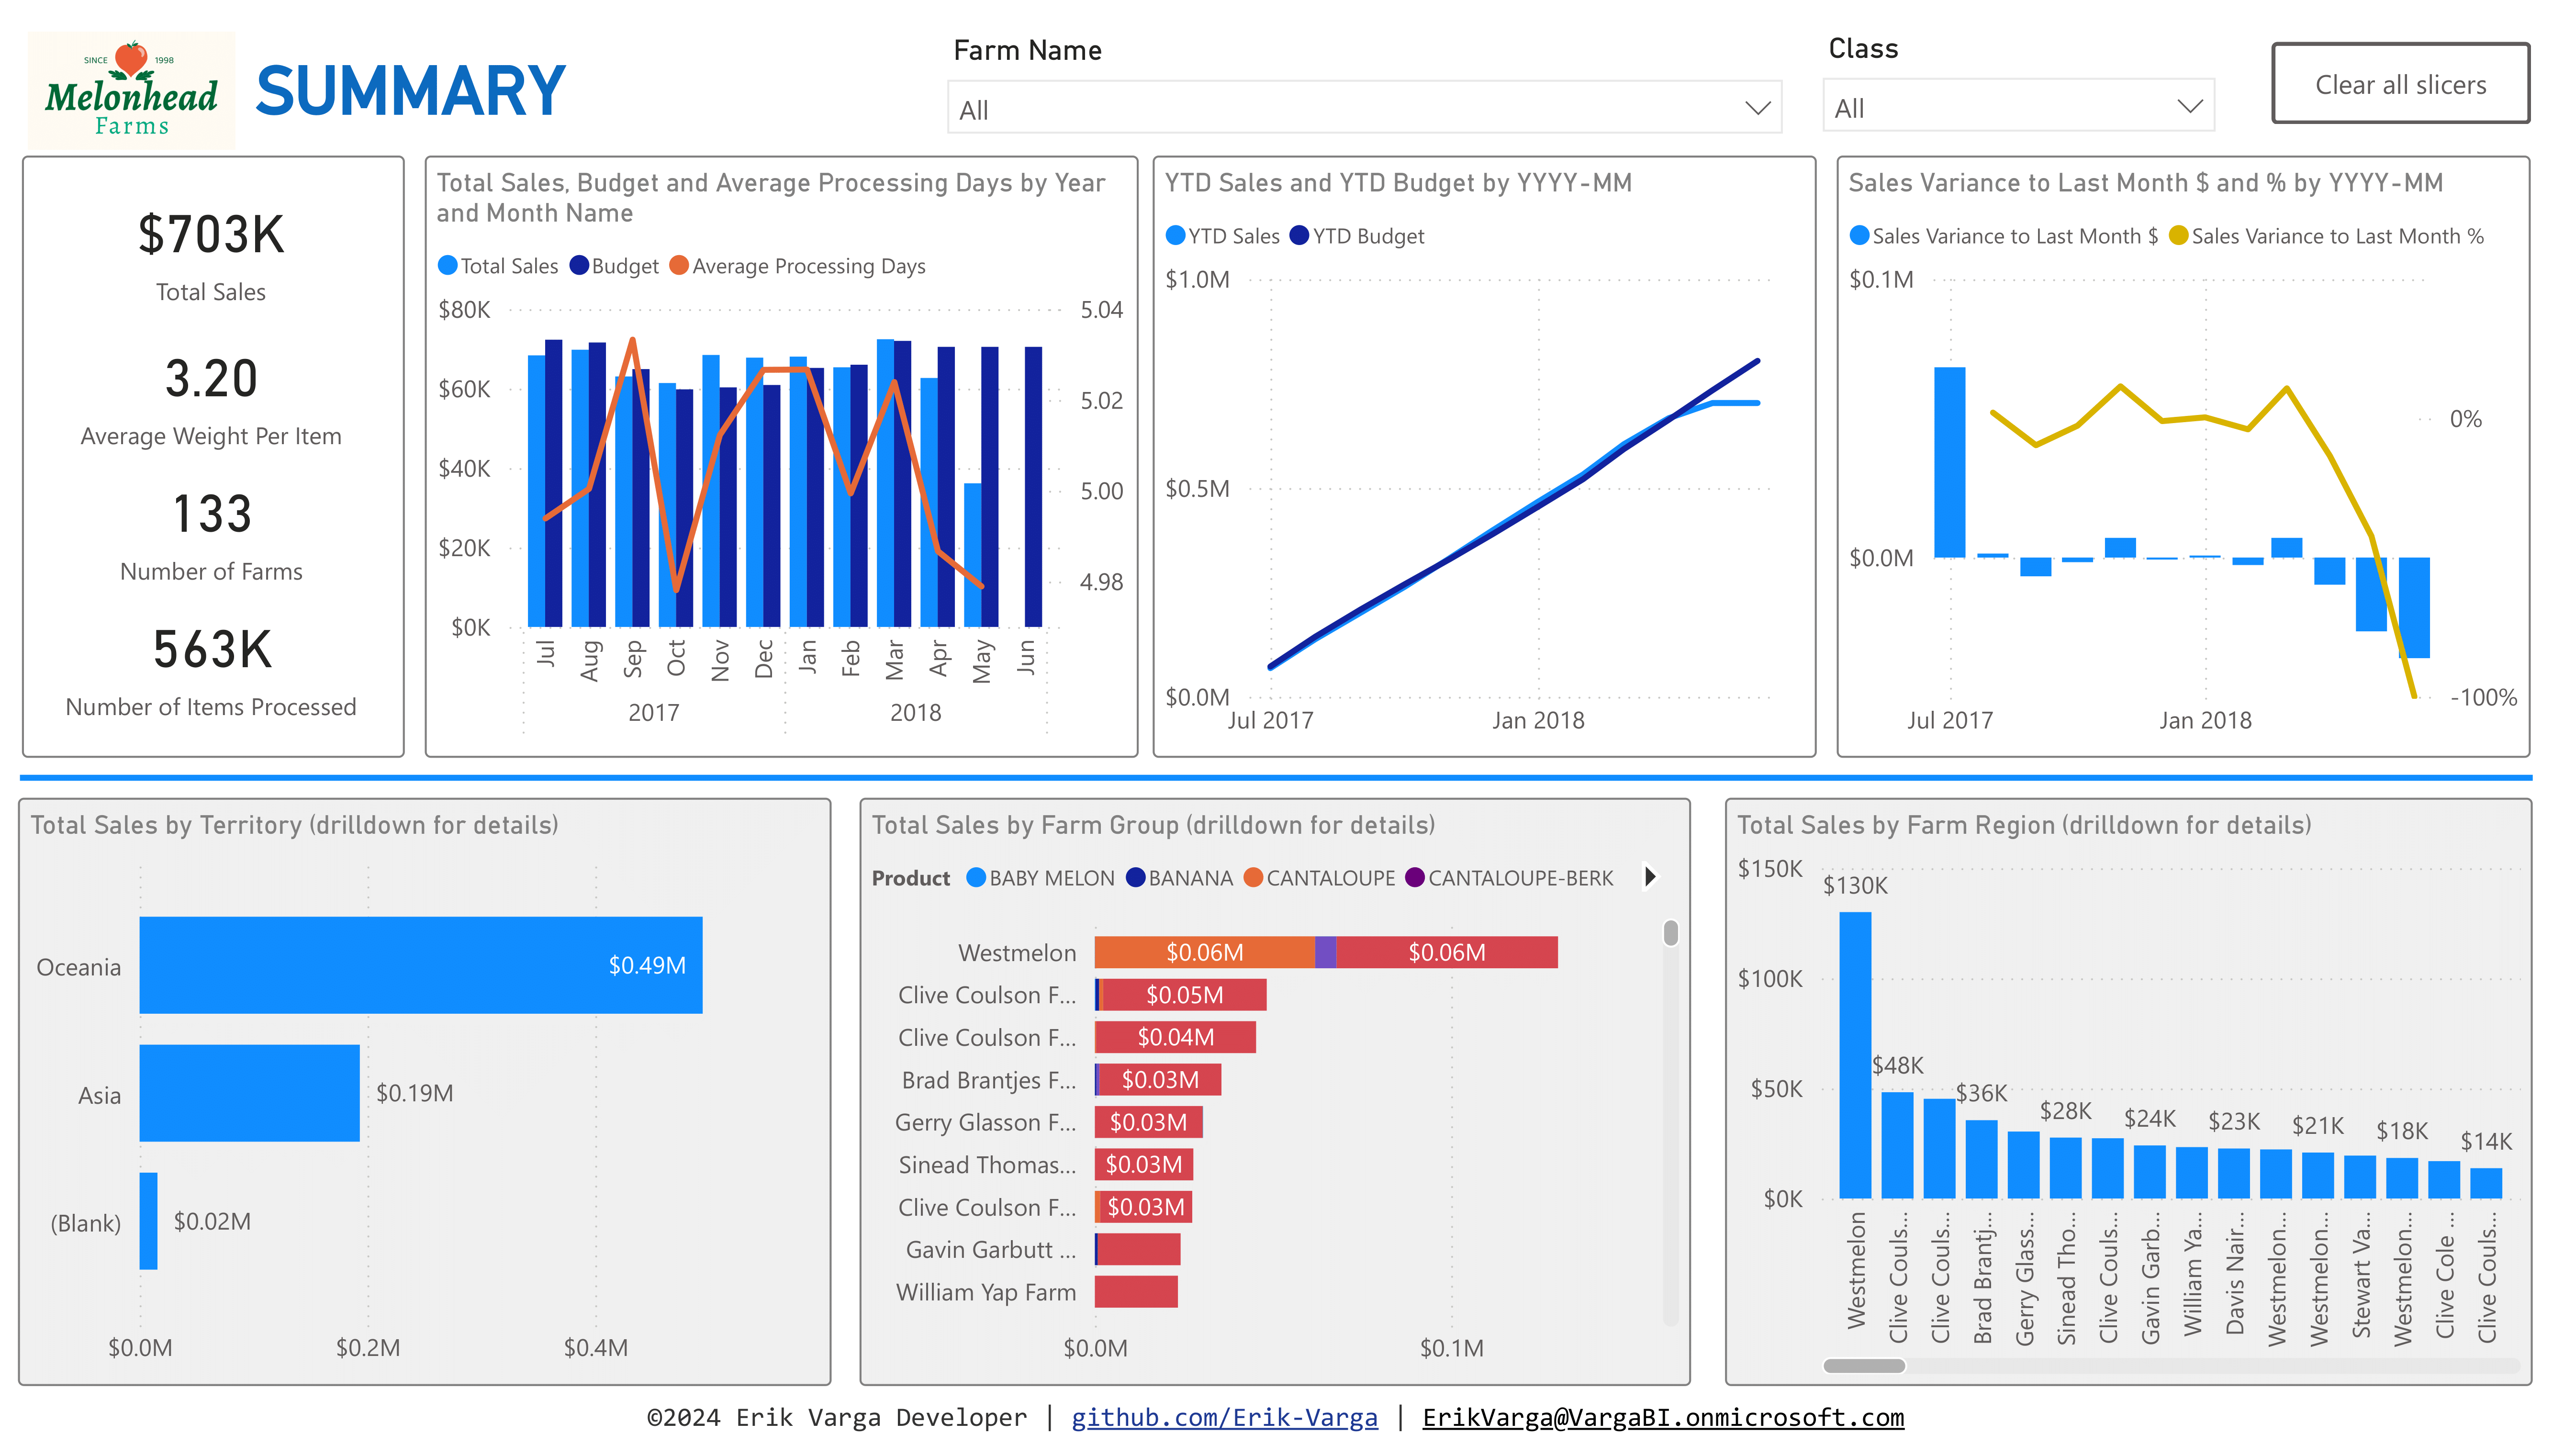 SINCE 1998
Melonhead
Farms
SUMMARY
Farm Name
All
Class
All
Clear all slicers
$703K
Total Sales
3.20
Average Weight Per Item
133
Number of Farms
563K
Number of Items Processed
Total Sales, Budget and Average Processing Days by Year
and Month Name
Total Sales Budget Average Processing Days
$80K
$60K
$40K
$20K
$0K
5.04
5.02
5.00
4.98
Jul Aug Sep Oct Nov Dec Jan Feb Mar Apr May Jun
2017 2018
YTD Sales and YTD Budget by YYYY-MM
YTD Sales YTD Budget
$1.0M
$0.5M
$0.0M
Jul 2017 Jan 2018
Sales Variance to Last Month $ and % by YYYY-MM
Sales Variance to Last Month $ Sales Variance to Last Month %
$0.1M
$0.0M
0%
-100%
Jul 2017 Jan 2018
Total Sales by Territory (drilldown for details)
Oceania $0.49M
Asia $0.19M
(Blank) $0.02M
$0.0M $0.2M $0.4M
Total Sales by Farm Group (drilldown for details)
Product BABY MELON BANANA CANTALOUPE CANTALOUPE-BERK
Westmelon $0.06M $0.06M
Clive Coulson F... $0.05M
Clive Coulson F... $0.04M
Brad Brantjes F... $0.03M
Gerry Glasson F... $0.03M
Sinead Thomas... $0.03M
Clive Coulson F... $0.03M
Gavin Garbutt ...
William Yap Farm
$0.0M $0.1M
Total Sales by Farm Region (drilldown for details)
$150K
$100K
$50K
$0K
$130K $48K $36K $28K $24K $23K $21K $18K $14K
Westmelon
Clive Couls...
Clive Couls...
Brad Brantj...
Gerry Glass...
Sinead Tho...
Clive Couls...
Gavin Garb...
William Ya...
Davis Nair...
Westmelon...
Westmelon...
Stewart Va...
Westmelon...
Clive Cole ...
Clive Couls...
©2024 Erik Varga Developer | github.com/Erik-Varga | ErikVarga@VargaBI.onmicrosoft.com